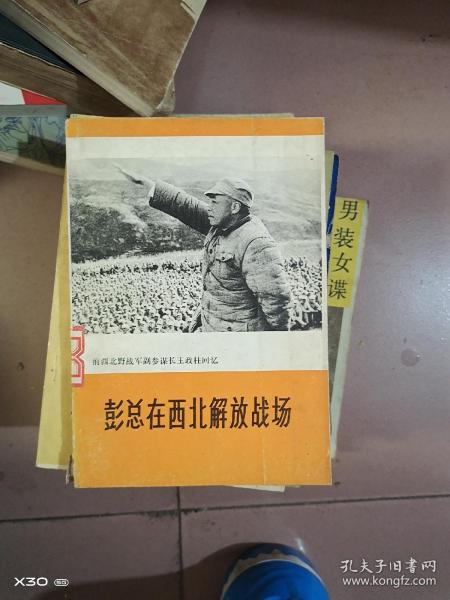 男装女谍
前西北野战军副参谋长王政柱回忆
彭总在西北解放战场
X30 5G
孔夫子旧书网
www.kongfz.com